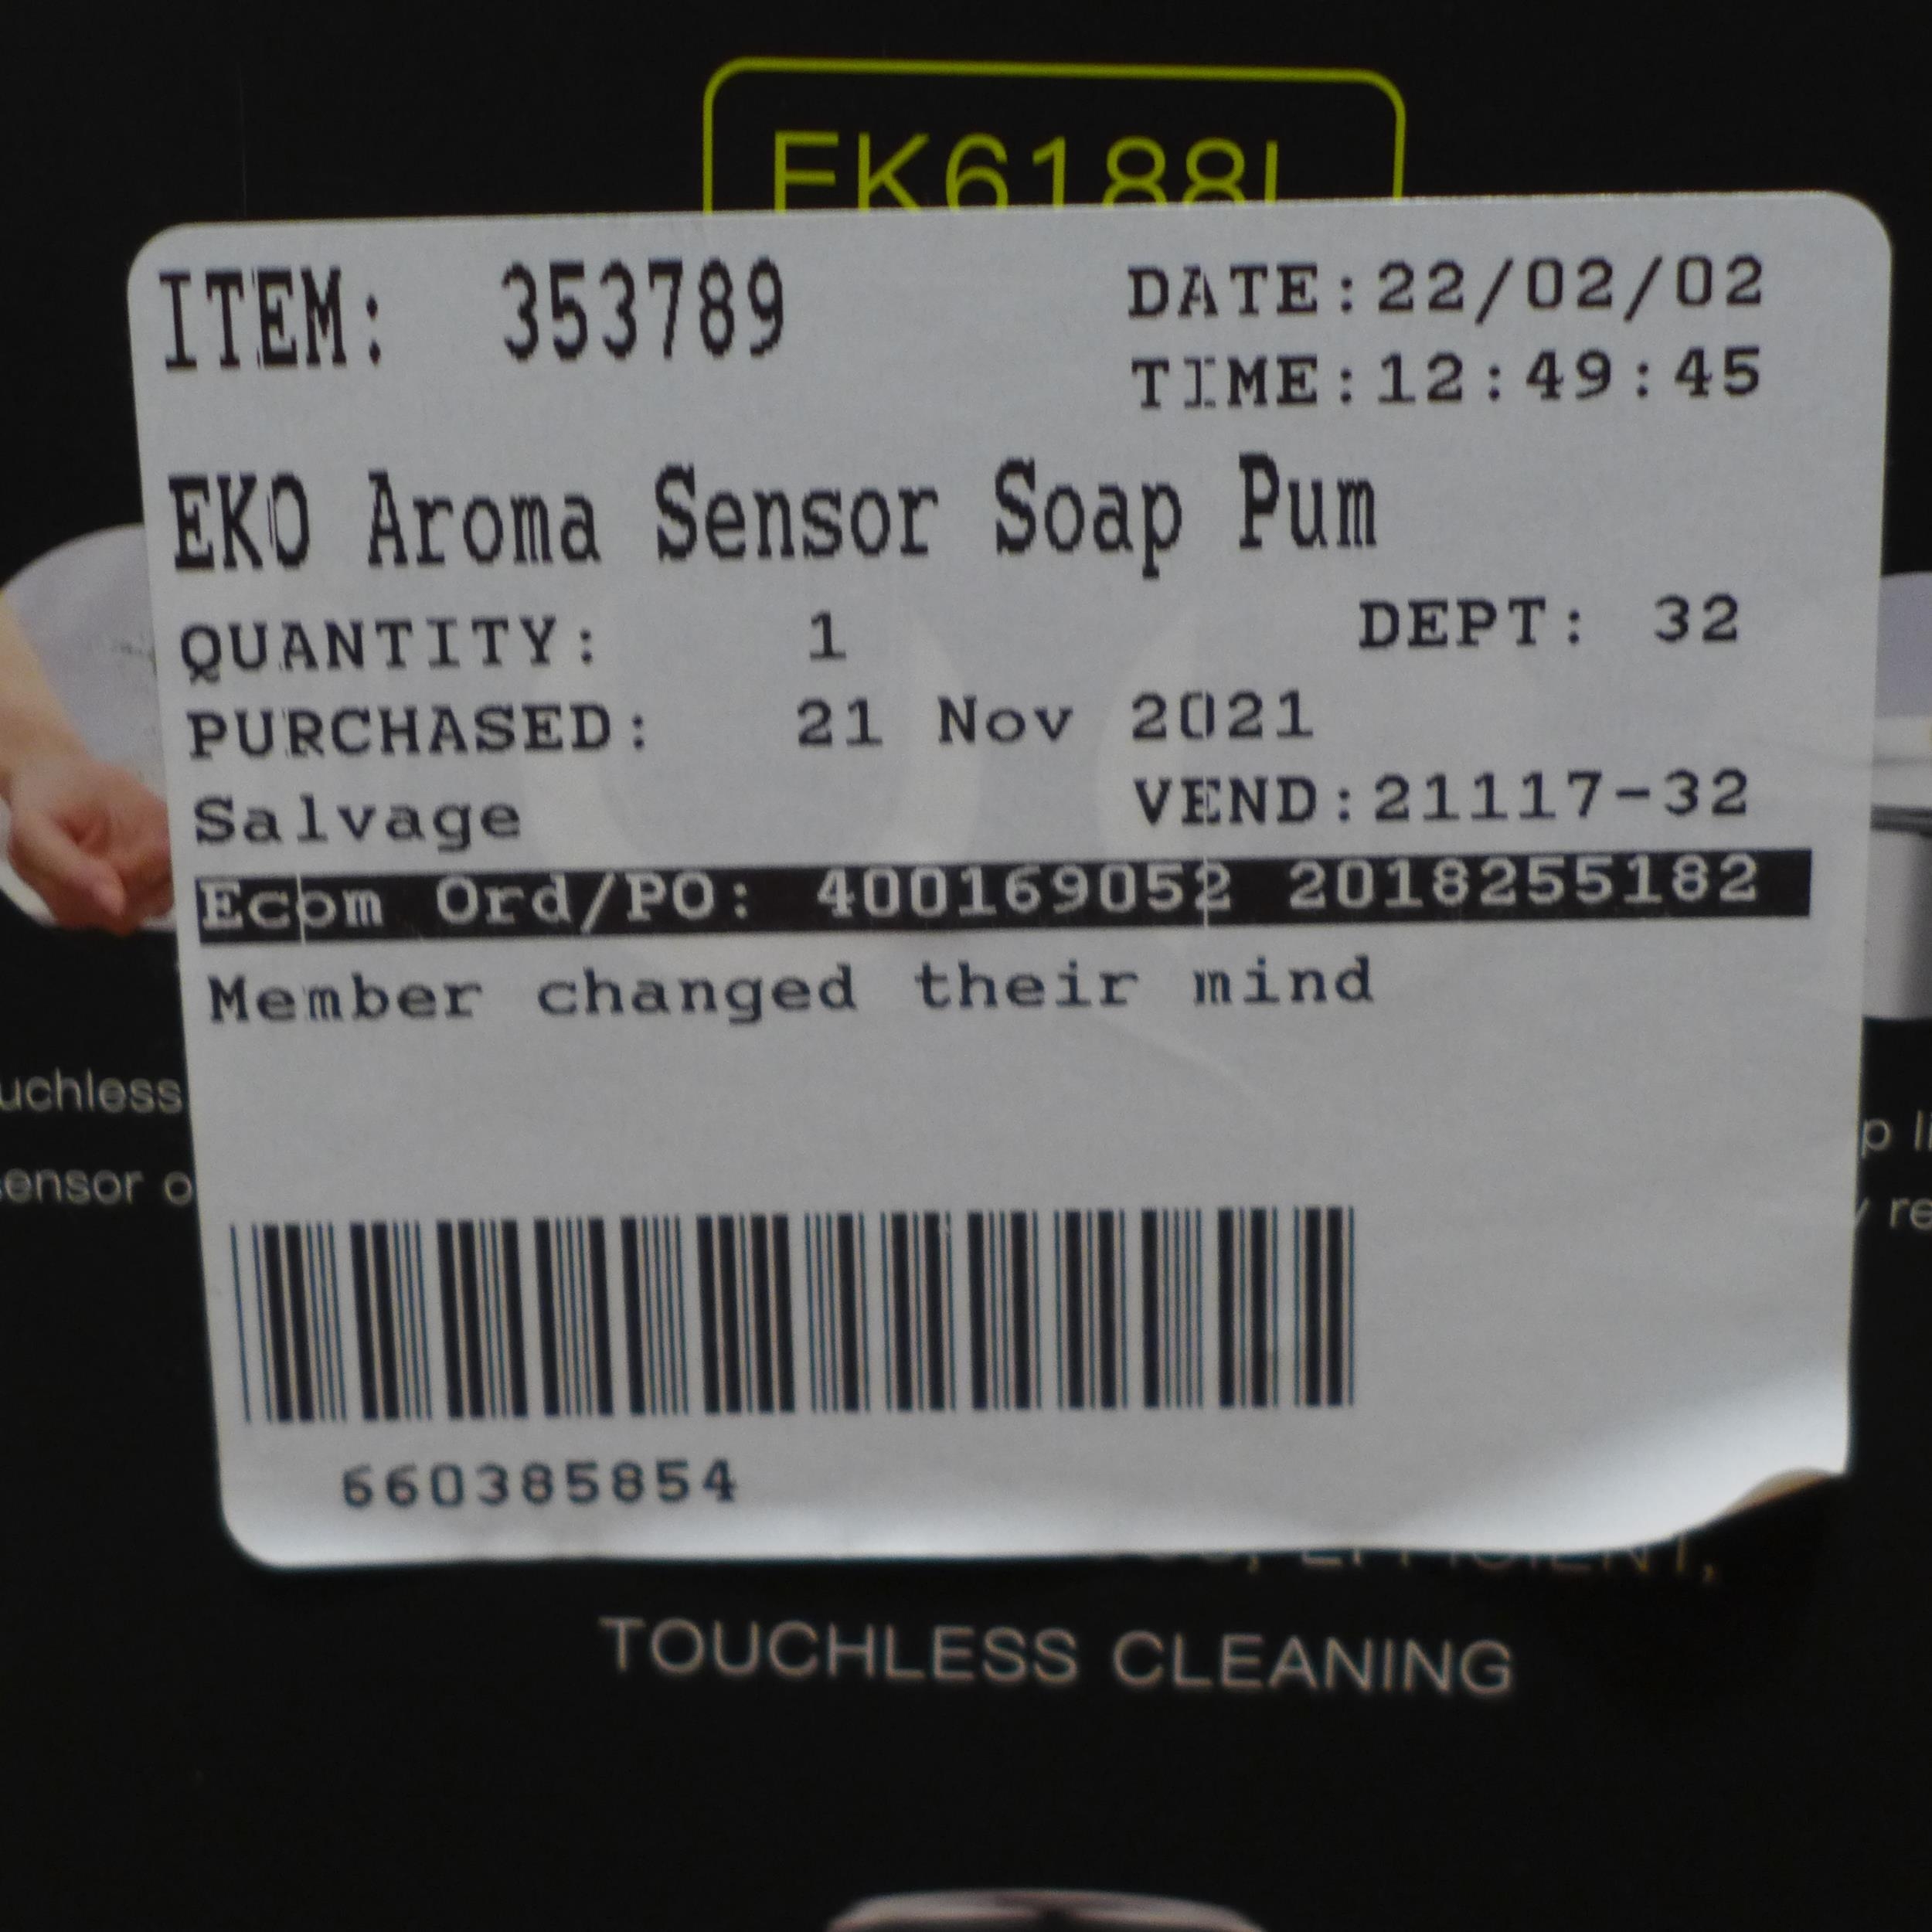 ITEM: 353789
DATE:22/02/02
TIME:12:49:45
EKO Aroma Sensor Soap Pum
QUANTITY: 1
DEPT: 32
PURCHASED: 21 Nov 2021
Salvage
VEND:21117-32
Ecom Ord/PO: 400169052 2018255182
Member changed their mind
uchless
ensor o
p li
y re
660385854
EFFICIENT,
TOUCHLESS CLEANING